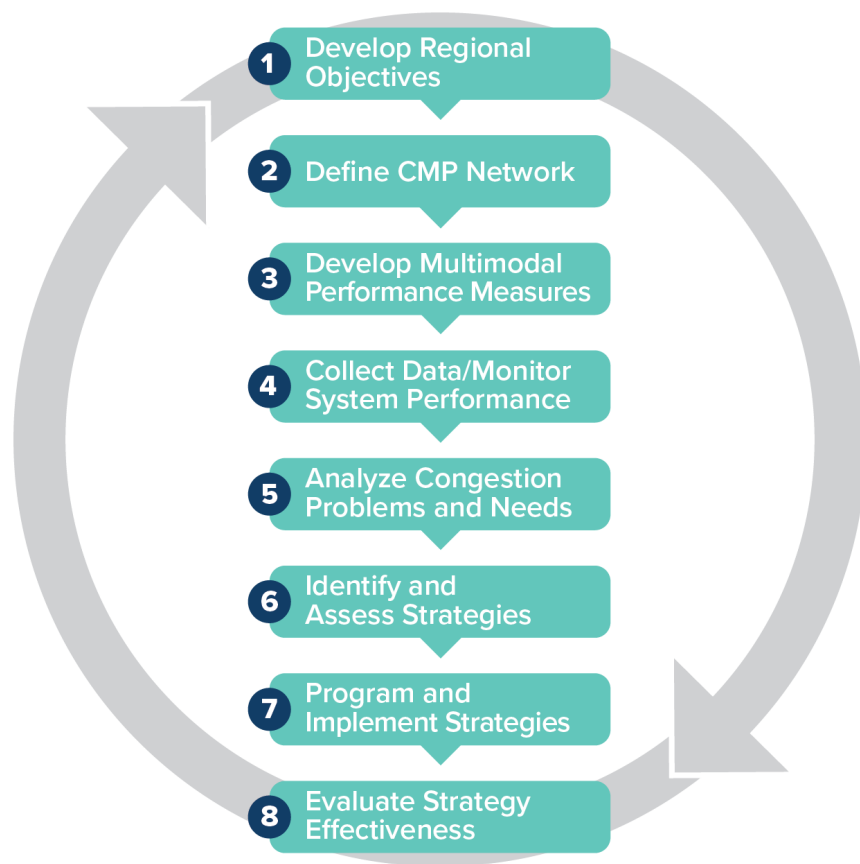 1
Develop Regional
Objectives
2
Define CMP Network
3
Develop Multimodal
Performance Measures
4
Collect Data/Monitor
System Performance
5
Analyze Congestion
Problems and Needs
6
Identify and
Assess Strategies
7
Program and
Implement Strategies
8
Evaluate Strategy
Effectiveness